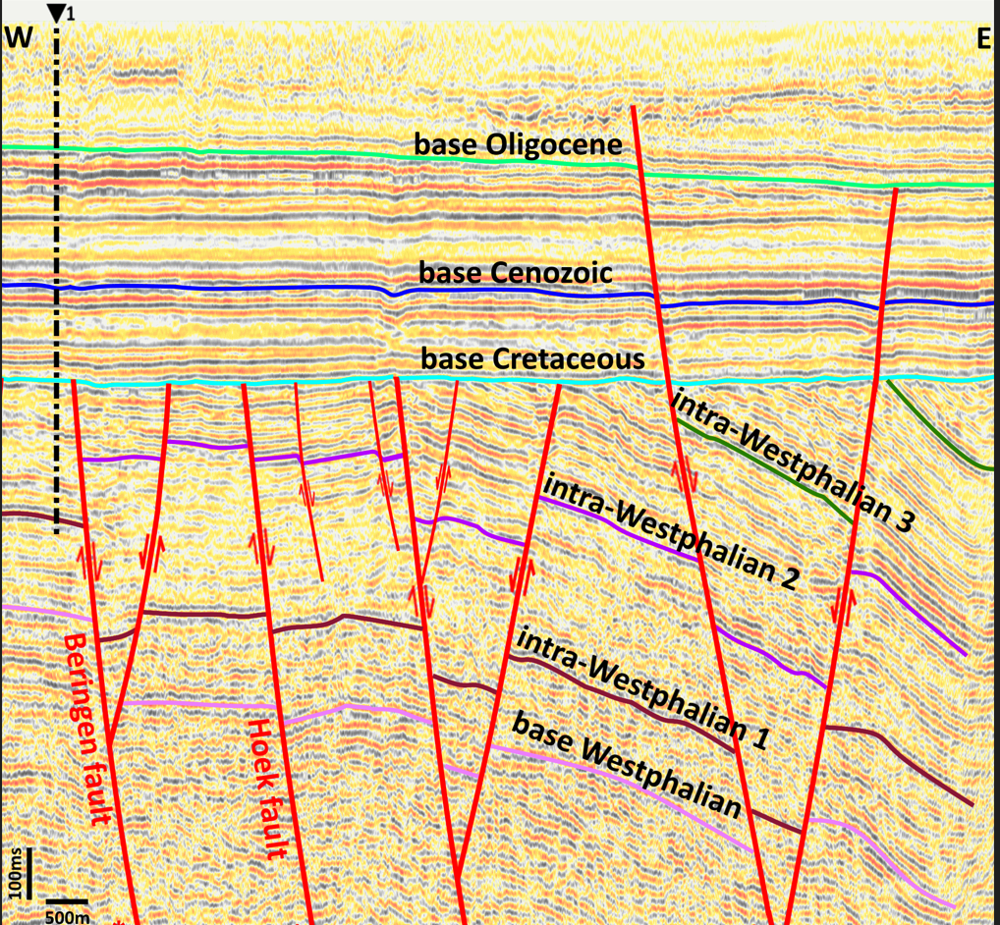 1
W
E
base Oligocene
base Cenozoic
base Cretaceous
intra-Westphalian 3
intra-Westphalian 2
intra-Westphalian 1
base Westphalian
Beringen fault
Hoek fault
100ms
500m